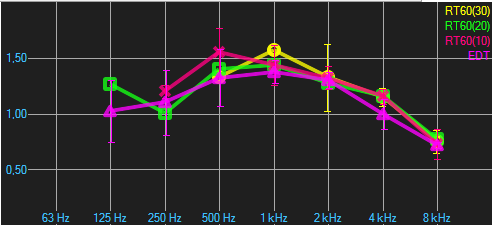 RT60(30)
RT60(20)
RT60(10)
EDT
1,50
1,00
0,50
63 Hz 125 Hz 250 Hz 500 Hz 1 kHz 2 kHz 4 kHz 8 kHz